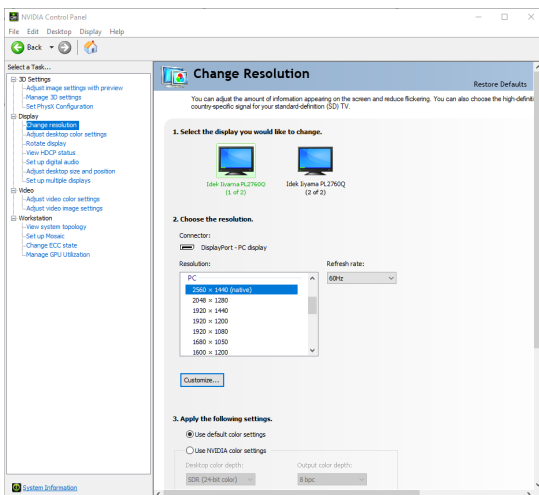 NVIDIA Control Panel
File Edit Desktop Display Help
Back
Select a Task...
3D Settings
Adjust image settings with preview
Manage 3D settings
Set PhysX Configuration
Display
Change resolution
Adjust desktop color settings
Rotate display
View HDCP status
Set up digital audio
Adjust desktop size and position
Set up multiple displays
Video
Adjust video color settings
Adjust video image settings
Workstation
View system topology
Set up Mosaic
Change ECC state
Manage GPU Utilization
System Information
Change Resolution
Restore Defaults
You can adjust the amount of information appearing on the screen and reduce flickering. You can also choose the high-definiti
country-specific signal for your standard-definition (SD) TV.
1. Select the display you would like to change.
Idek Iiyama PL2760Q
(1 of 2)
Idek Iiyama PL2760Q
(2 of 2)
2. Choose the resolution.
Connector:
DisplayPort - PC display
Resolution:
Refresh rate:
PC
60Hz
2560 × 1440 (native)
2048 × 1280
1920 × 1440
1920 × 1200
1920 × 1080
1680 × 1050
1600 × 1200
Customize...
3. Apply the following settings.
Use default color settings
Use NVIDIA color settings
Desktop color depth:
Output color depth:
SDR (24-bit color)
8 bpc